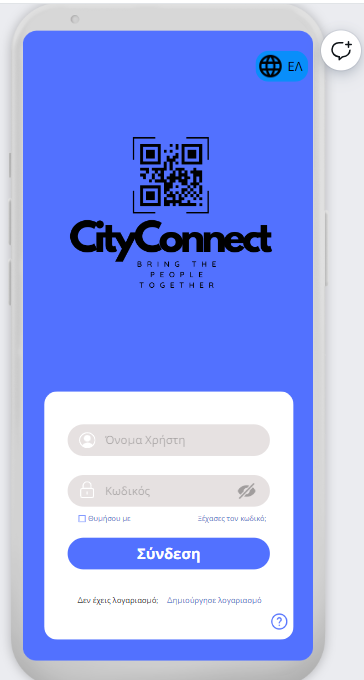 ΕΛ
CityConnect
BRING THE
PEOPLE
TOGETHER
Όνομα Χρήστη
Κωδικός
Θυμήσου με
Ξέχασες τον κωδικό;
Σύνδεση
Δεν έχεις λογαριασμό; Δημιούργησε λογαριασμό
?